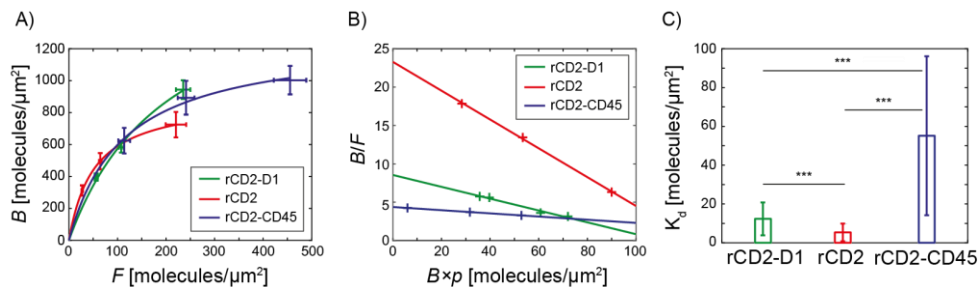 A)
B [molecules/μm²]
1200
1000
800
600
400
200
0
0 100 200 300 400 500
F [molecules/μm²]
rCD2-D1
rCD2
rCD2-CD45
B)
B/F
25
20
15
10
5
0
0 20 40 60 80 100
B×p [molecules/μm²]
rCD2-D1
rCD2
rCD2-CD45
C)
K_d [molecules/μm²]
100
80
60
40
20
0
***
***
***
rCD2-D1 rCD2 rCD2-CD45